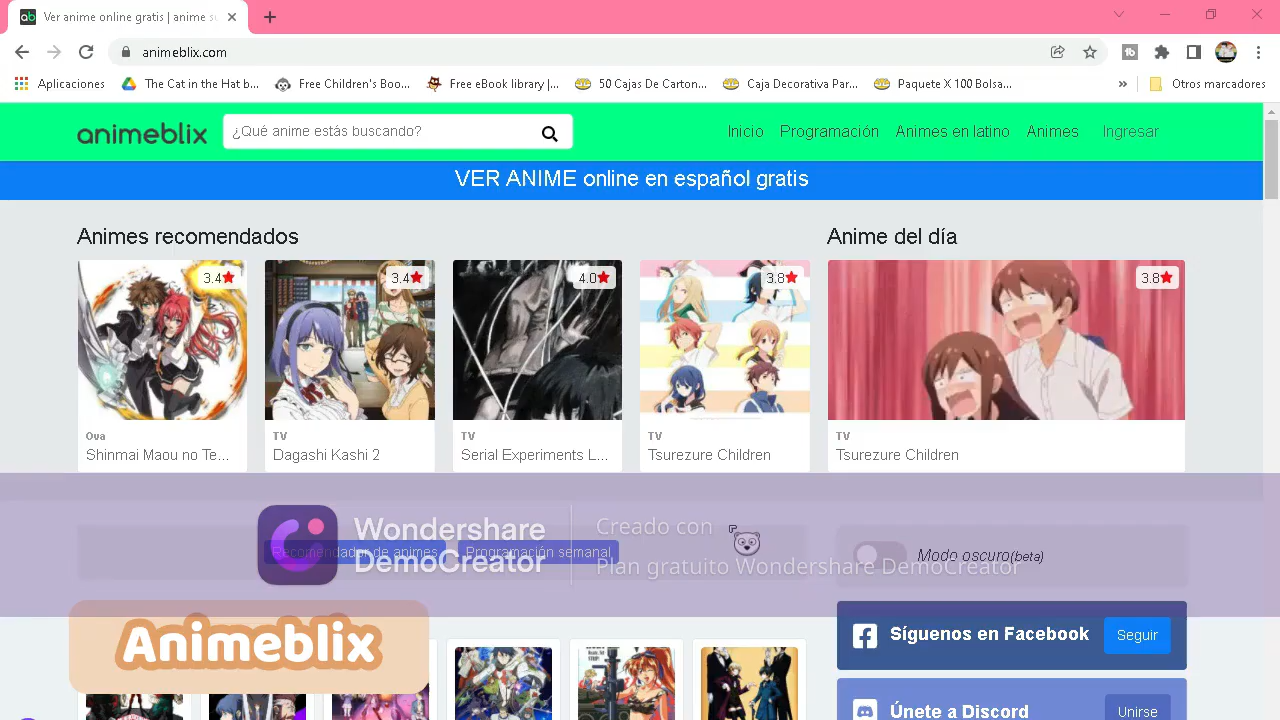 Ver anime online gratis | anime su
animeblix.com
Aplicaciones
The Cat in the Hat b...
Free Children's Boo...
Free eBook library |...
50 Cajas De Carton...
Caja Decorativa Par...
Paquete X 100 Bolsa...
»
Otros marcadores
animeblix
¿Qué anime estás buscando?
Inicio
Programación
Animes en latino
Animes
Ingresar
VER ANIME online en español gratis
Animes recomendados
Anime del día
3.4
3.4
4.0
3.8
3.8
Ova
TV
TV
TV
TV
Shinmai Maou no Te...
Dagashi Kashi 2
Serial Experiments L...
Tsurezure Children
Tsurezure Children
Wondershare
DemoCreator
Creado con
Plan gratuito Wondershare DemoCreator
Recomendador de animes
Programación semanal
Modo oscuro(beta)
Animeblix
Síguenos en Facebook
Seguir
Únete a Discord
Unirse